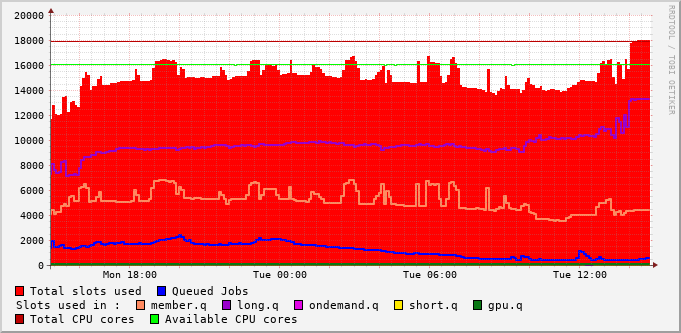 20000
18000
16000
14000
12000
10000
8000
6000
4000
2000
0
Mon 18:00 Tue 00:00 Tue 06:00 Tue 12:00
RRDTOOL / TOBI OETIKER
Total slots used Queued Jobs
Slots used in : member.q long.q ondemand.q short.q gpu.q
Total CPU cores Available CPU cores